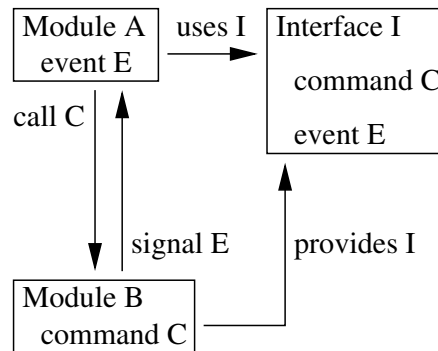 Module A
event E
uses I
Interface I
command C
event E
call C
signal E
provides I
Module B
command C